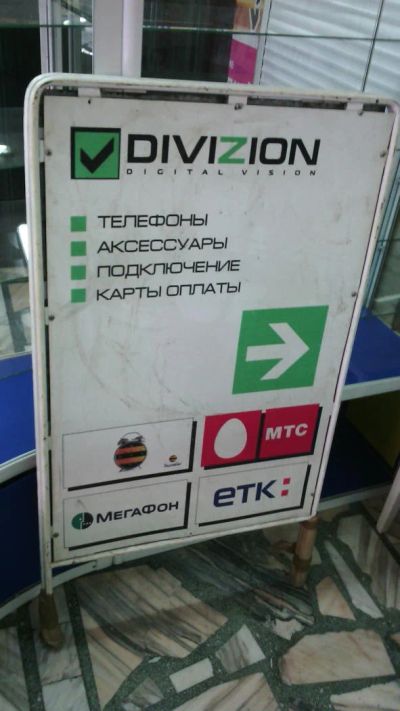 DIVIZION
DIGITAL VISION
ТЕЛЕФОНЫ
АКСЕССУАРЫ
ПОДКЛЮЧЕНИЕ
КАРТЫ ОПЛАТЫ
МТС
МЕГАФОН
етк: